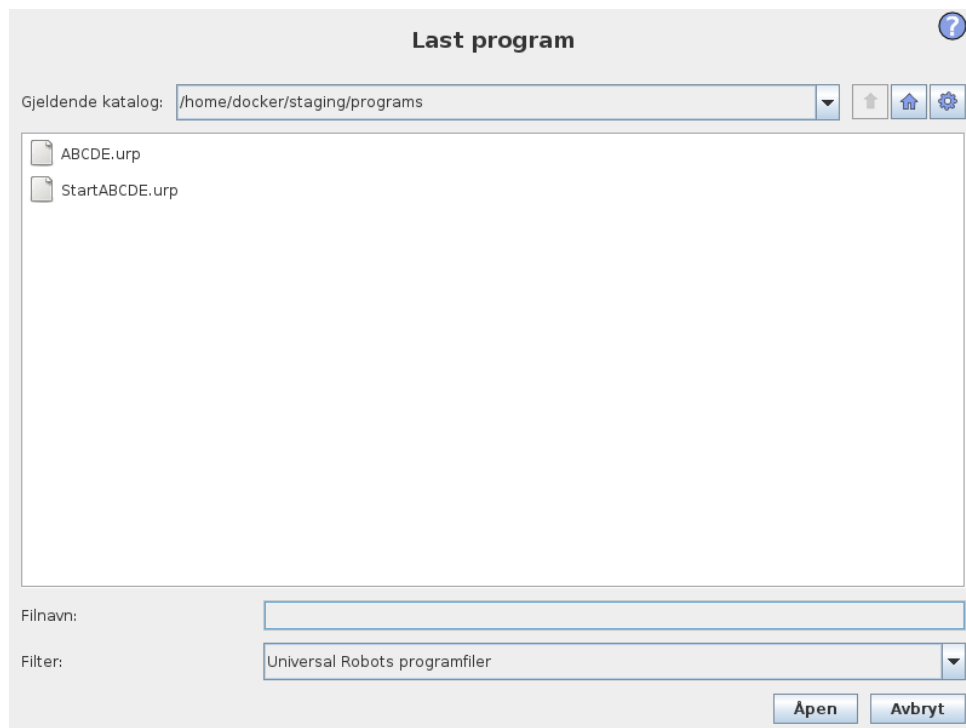 Last program
?
Gjeldende katalog: /home/docker/staging/programs
ABCDE.urp
StartABCDE.urp
Filnavn:
Filter: Universal Robots programfiler
Åpen Avbryt